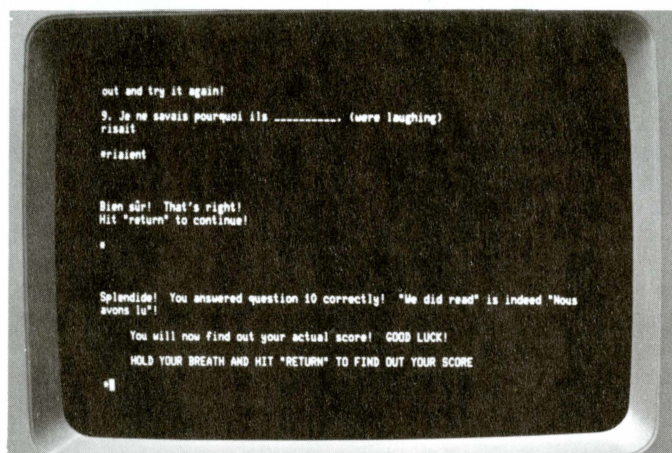 out and try it again!
9. Je ne savais pourquoi ils __________. (were laughing)
risait
*riaient
Bien sûr! That's right!
Hit "return" to continue!
*
Splendide! You answered question 10 correctly! "We did read" is indeed "Nous
avons lu"!
You will now find out your actual score! GOOD LUCK!
HOLD YOUR BREATH AND HIT "RETURN" TO FIND OUT YOUR SCORE
*